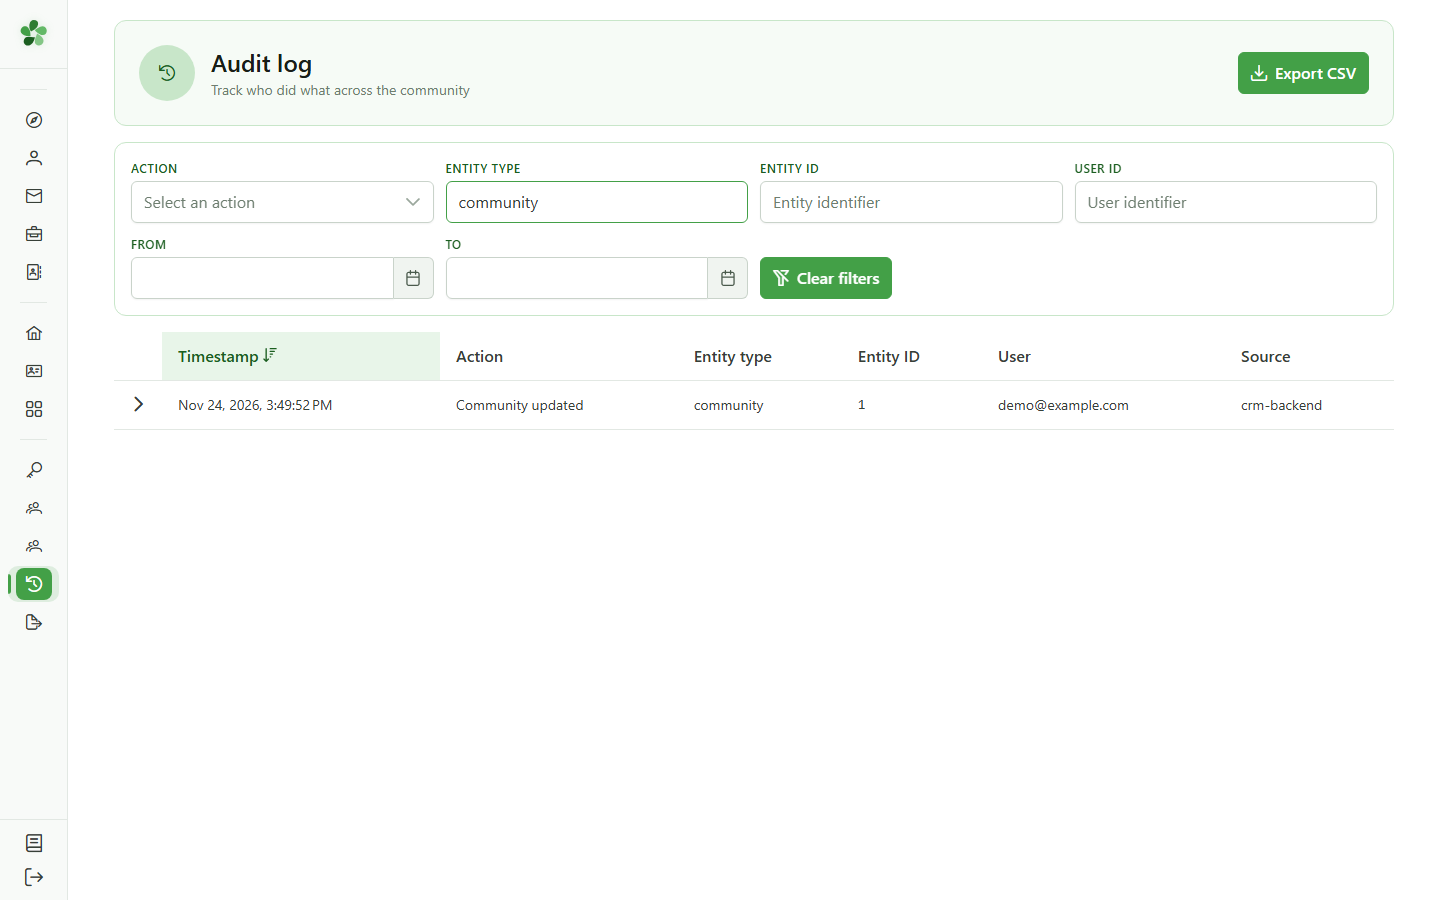 Audit log
Track who did what across the community
Export CSV
ACTION
ENTITY TYPE
ENTITY ID
USER ID
Select an action
community
Entity identifier
User identifier
FROM
TO
Clear filters
Timestamp Action Entity type Entity ID User Source
Nov 24, 2026, 3:49:52 PM Community updated community 1 demo@example.com crm-backend